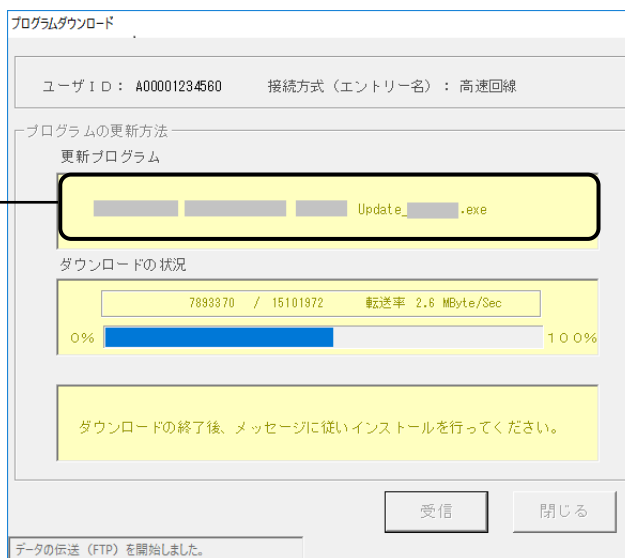 プログラムダウンロード
ユーザID： A00001234560 接続方式（エントリー名）：高速回線
プログラムの更新方法
更新プログラム
Update_ .exe
ダウンロードの状況
7893370 / 15101972 転送率 2.6 MByte/Sec
0% 100%
ダウンロードの終了後、メッセージに従いインストールを行ってください。
受信 閉じる
データの伝送（FTP）を開始しました。